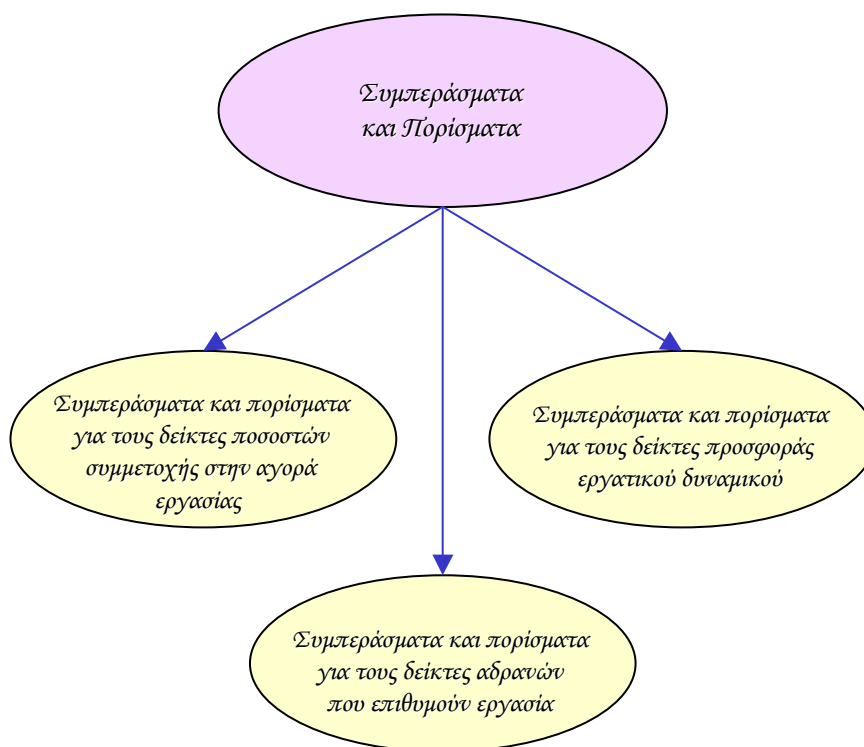 Συμπεράσματα
και Πορίσματα
Συμπεράσματα και πορίσματα
για τους δείκτες ποσοστών
συμμετοχής στην αγορά
εργασίας
Συμπεράσματα και πορίσματα
για τους δείκτες προσφοράς
εργατικού δυναμικού
Συμπεράσματα και πορίσματα
για τους δείκτες αδρανών
που επιθυμούν εργασία